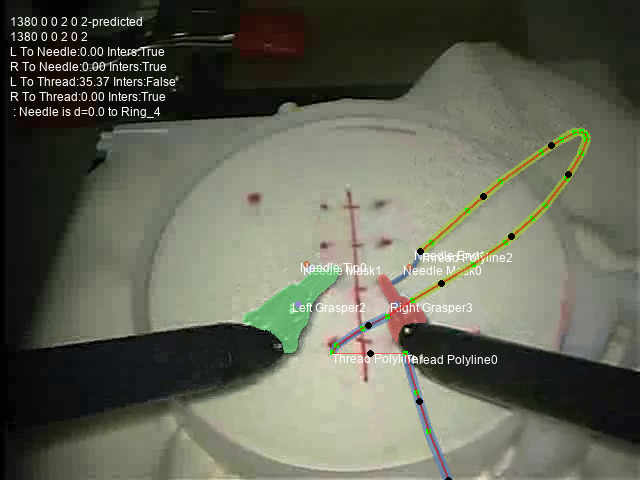 1380 0 0 2 0 2-predicted
1380 0 0 2 0 2
L To Needle:0.00 Inters:True
R To Needle:0.00 Inters:True
L To Thread:35.37 Inters:False
R To Thread:0.00 Inters:True
: Needle is d=0.0 to Ring_4
Needle End
Thread Polyline2
Needle Tip0
Needle Mask1
Needle Mask0
Left Grasper2
Right Grasper3
Thread Polyline0